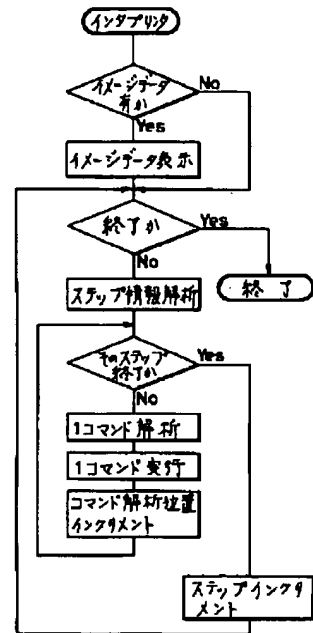 インタプリンタ
イメージデータ
有か
No
Yes
イメージデータ表示
終了か
Yes
No
終了
ステップ情報解析
そのステップ
終了か
Yes
No
1コマンド解析
1コマンド実行
コマンド解析位置
インクタメント
ステップインクタ
メント